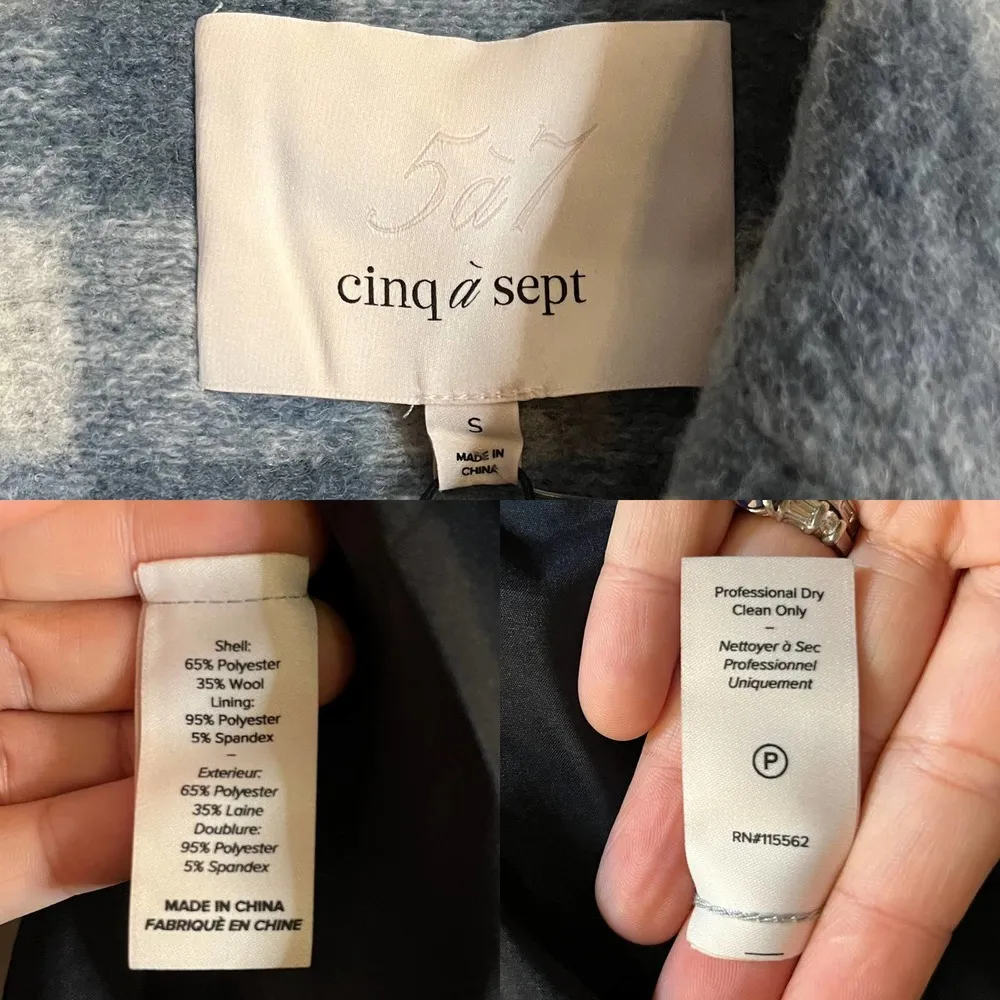 5à7
cinq à sept
S
MADE IN
CHINA
Shell:
65% Polyester
35% Wool
Lining:
95% Polyester
5% Spandex
–
Exterieur:
65% Polyester
35% Laine
Doublure:
95% Polyester
5% Spandex
MADE IN CHINA
FABRIQUÈ EN CHINE
Professional Dry
Clean Only
–
Nettoyer à Sec
Professionnel
Uniquement
P
RN#115562